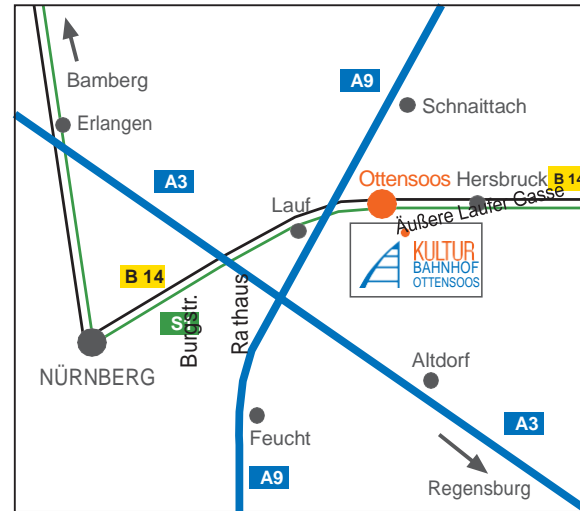 Bamberg
A9
Schnaittach
Erlangen
A3
Ottensoos
Hersbruck
B 14
Äußere Laufer Gasse
Lauf
KULTUR
BAHNHOF
OTTENSOOS
B 14
Burgstr.
Rathaus
NÜRNBERG
Altdorf
Feucht
A3
A9
Regensburg